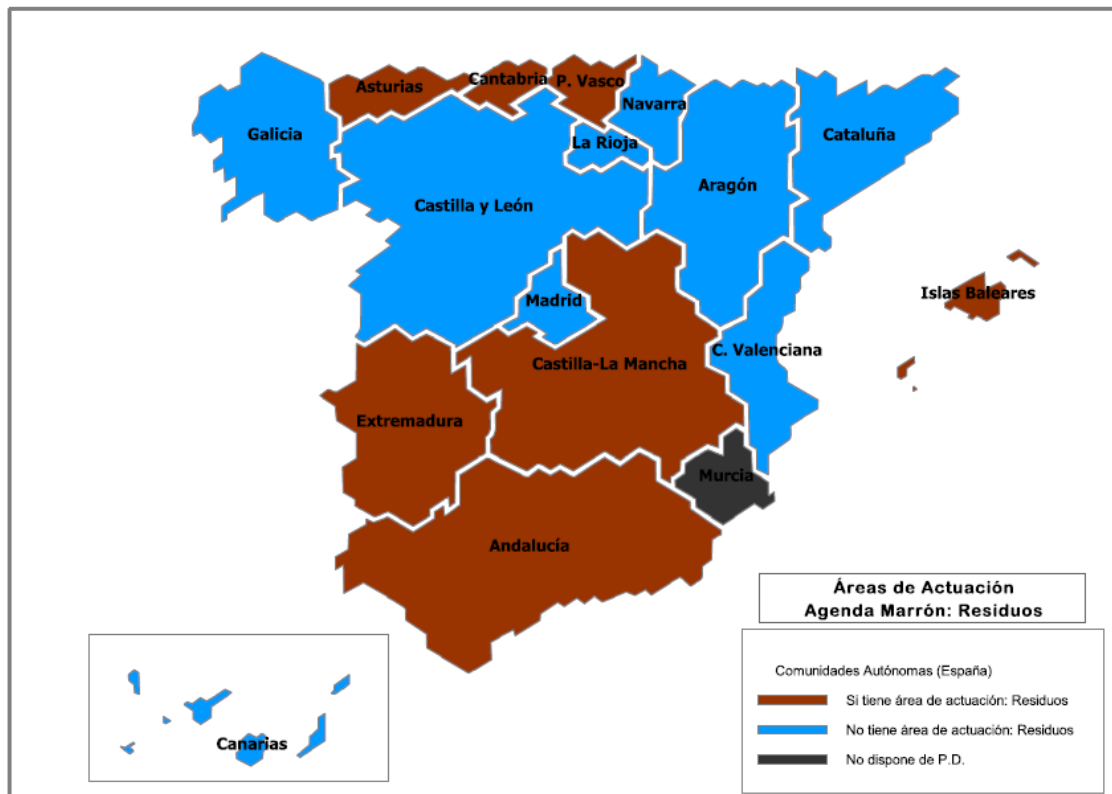 Asturias
Cantabria
P. Vasco
Navarra
Galicia
La Rioja
Cataluña
Aragón
Castilla y León
Islas Baleares
Madrid
C. Valenciana
Castilla-La Mancha
Extremadura
Murcia
Andalucía
Canarias
Áreas de Actuación
Agenda Marrón: Residuos
Comunidades Autónomas (España)
Si tiene área de actuación: Residuos
No tiene área de actuación: Residuos
No dispone de P.D.